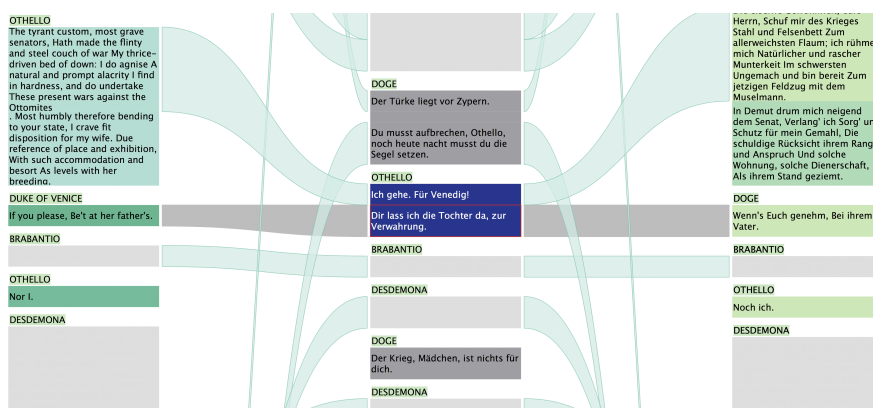 OTHELLO
The tyrant custom, most grave
senators, Hath made the flinty
and steel couch of war My thrice-
driven bed of down: I do agnise A
natural and prompt alacrity I find
in hardness, and do undertake
These present wars against the
Ottomites
. Most humbly therefore bending
to your state, I crave fit
disposition for my wife. Due
reference of place and exhibition,
With such accommodation and
besort As levels with her
breeding.
DUKE OF VENICE
If you please, Be't at her father's.
BRABANTIO
OTHELLO
Nor I.
DESDEMONA
DOGE
Der Türke liegt vor Zypern.
Du musst aufbrechen, Othello,
noch heute nacht musst du die
Segel setzen.
OTHELLO
Ich gehe. Für Venedig!
Dir lass ich die Tochter da, zur
Verwahrung.
BRABANTIO
DESDEMONA
DOGE
Der Krieg, Mädchen, ist nichts für
dich.
DESDEMONA
Herrn, Schuf mir des Krieges
Stahl und Felsenbett Zum
allerweichsten Flaum; ich rühme
mich Natürlicher und rascher
Munterkeit Im schwersten
Ungemach und bin bereit Zum
jetzigen Feldzug mit dem
Muselmann.
In Demut drum mich neigend
dem Senat, Verlang' ich Sorg' un
Schutz für mein Gemahl, Die
schuldige Rücksicht ihrem Rang
und Anspruch Und solche
Wohnung, solche Dienerschaft,
Als ihrem Stand geziemt.
DOGE
Wenn's Euch genehm, Bei ihrem
Vater.
BRABANTIO
OTHELLO
Noch ich.
DESDEMONA